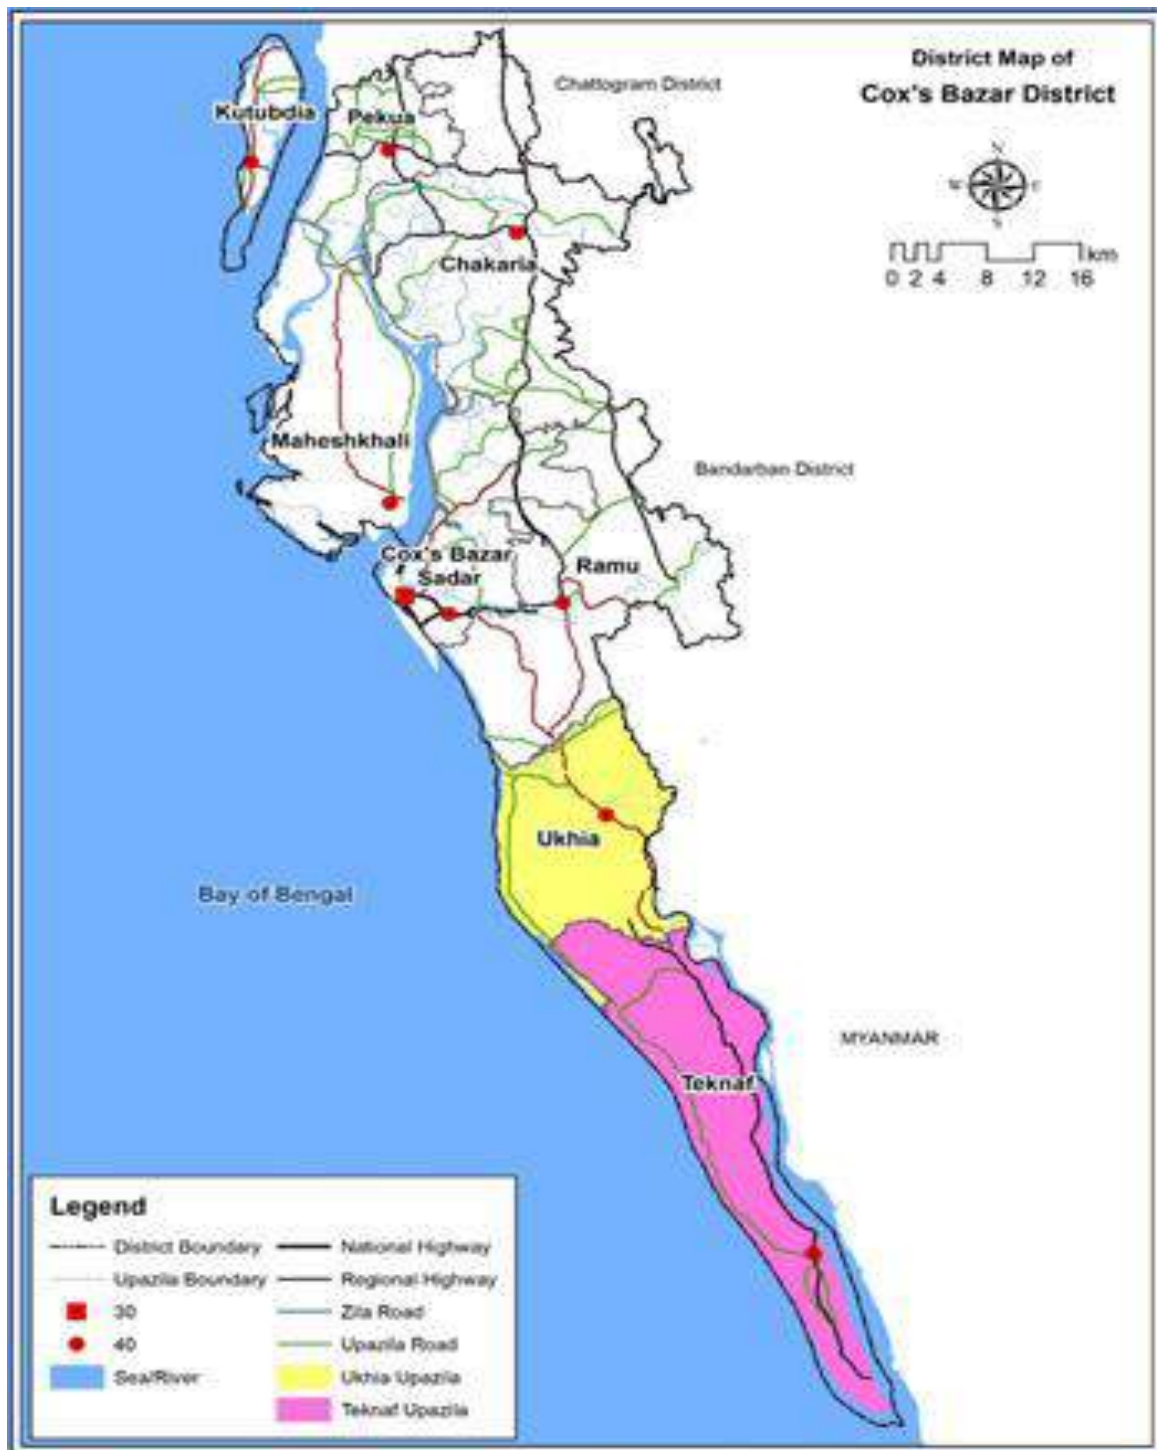 District Map of
Cox's Bazar District
Chattogram District
Kutubdia
Pekua
N
W
E
S
km
0 2 4 8 12 16
Chakaria
Maheshkhali
Bandarban District
Cox's Bazar
Sadar
Ramu
Ukhia
Bay of Bengal
MYANMAR
Teknaf
Legend
District Boundary
National Highway
Upazila Boundary
Regional Highway
30
Zila Road
40
Upazila Road
Sea/River
Ukhia Upazila
Teknaf Upazila